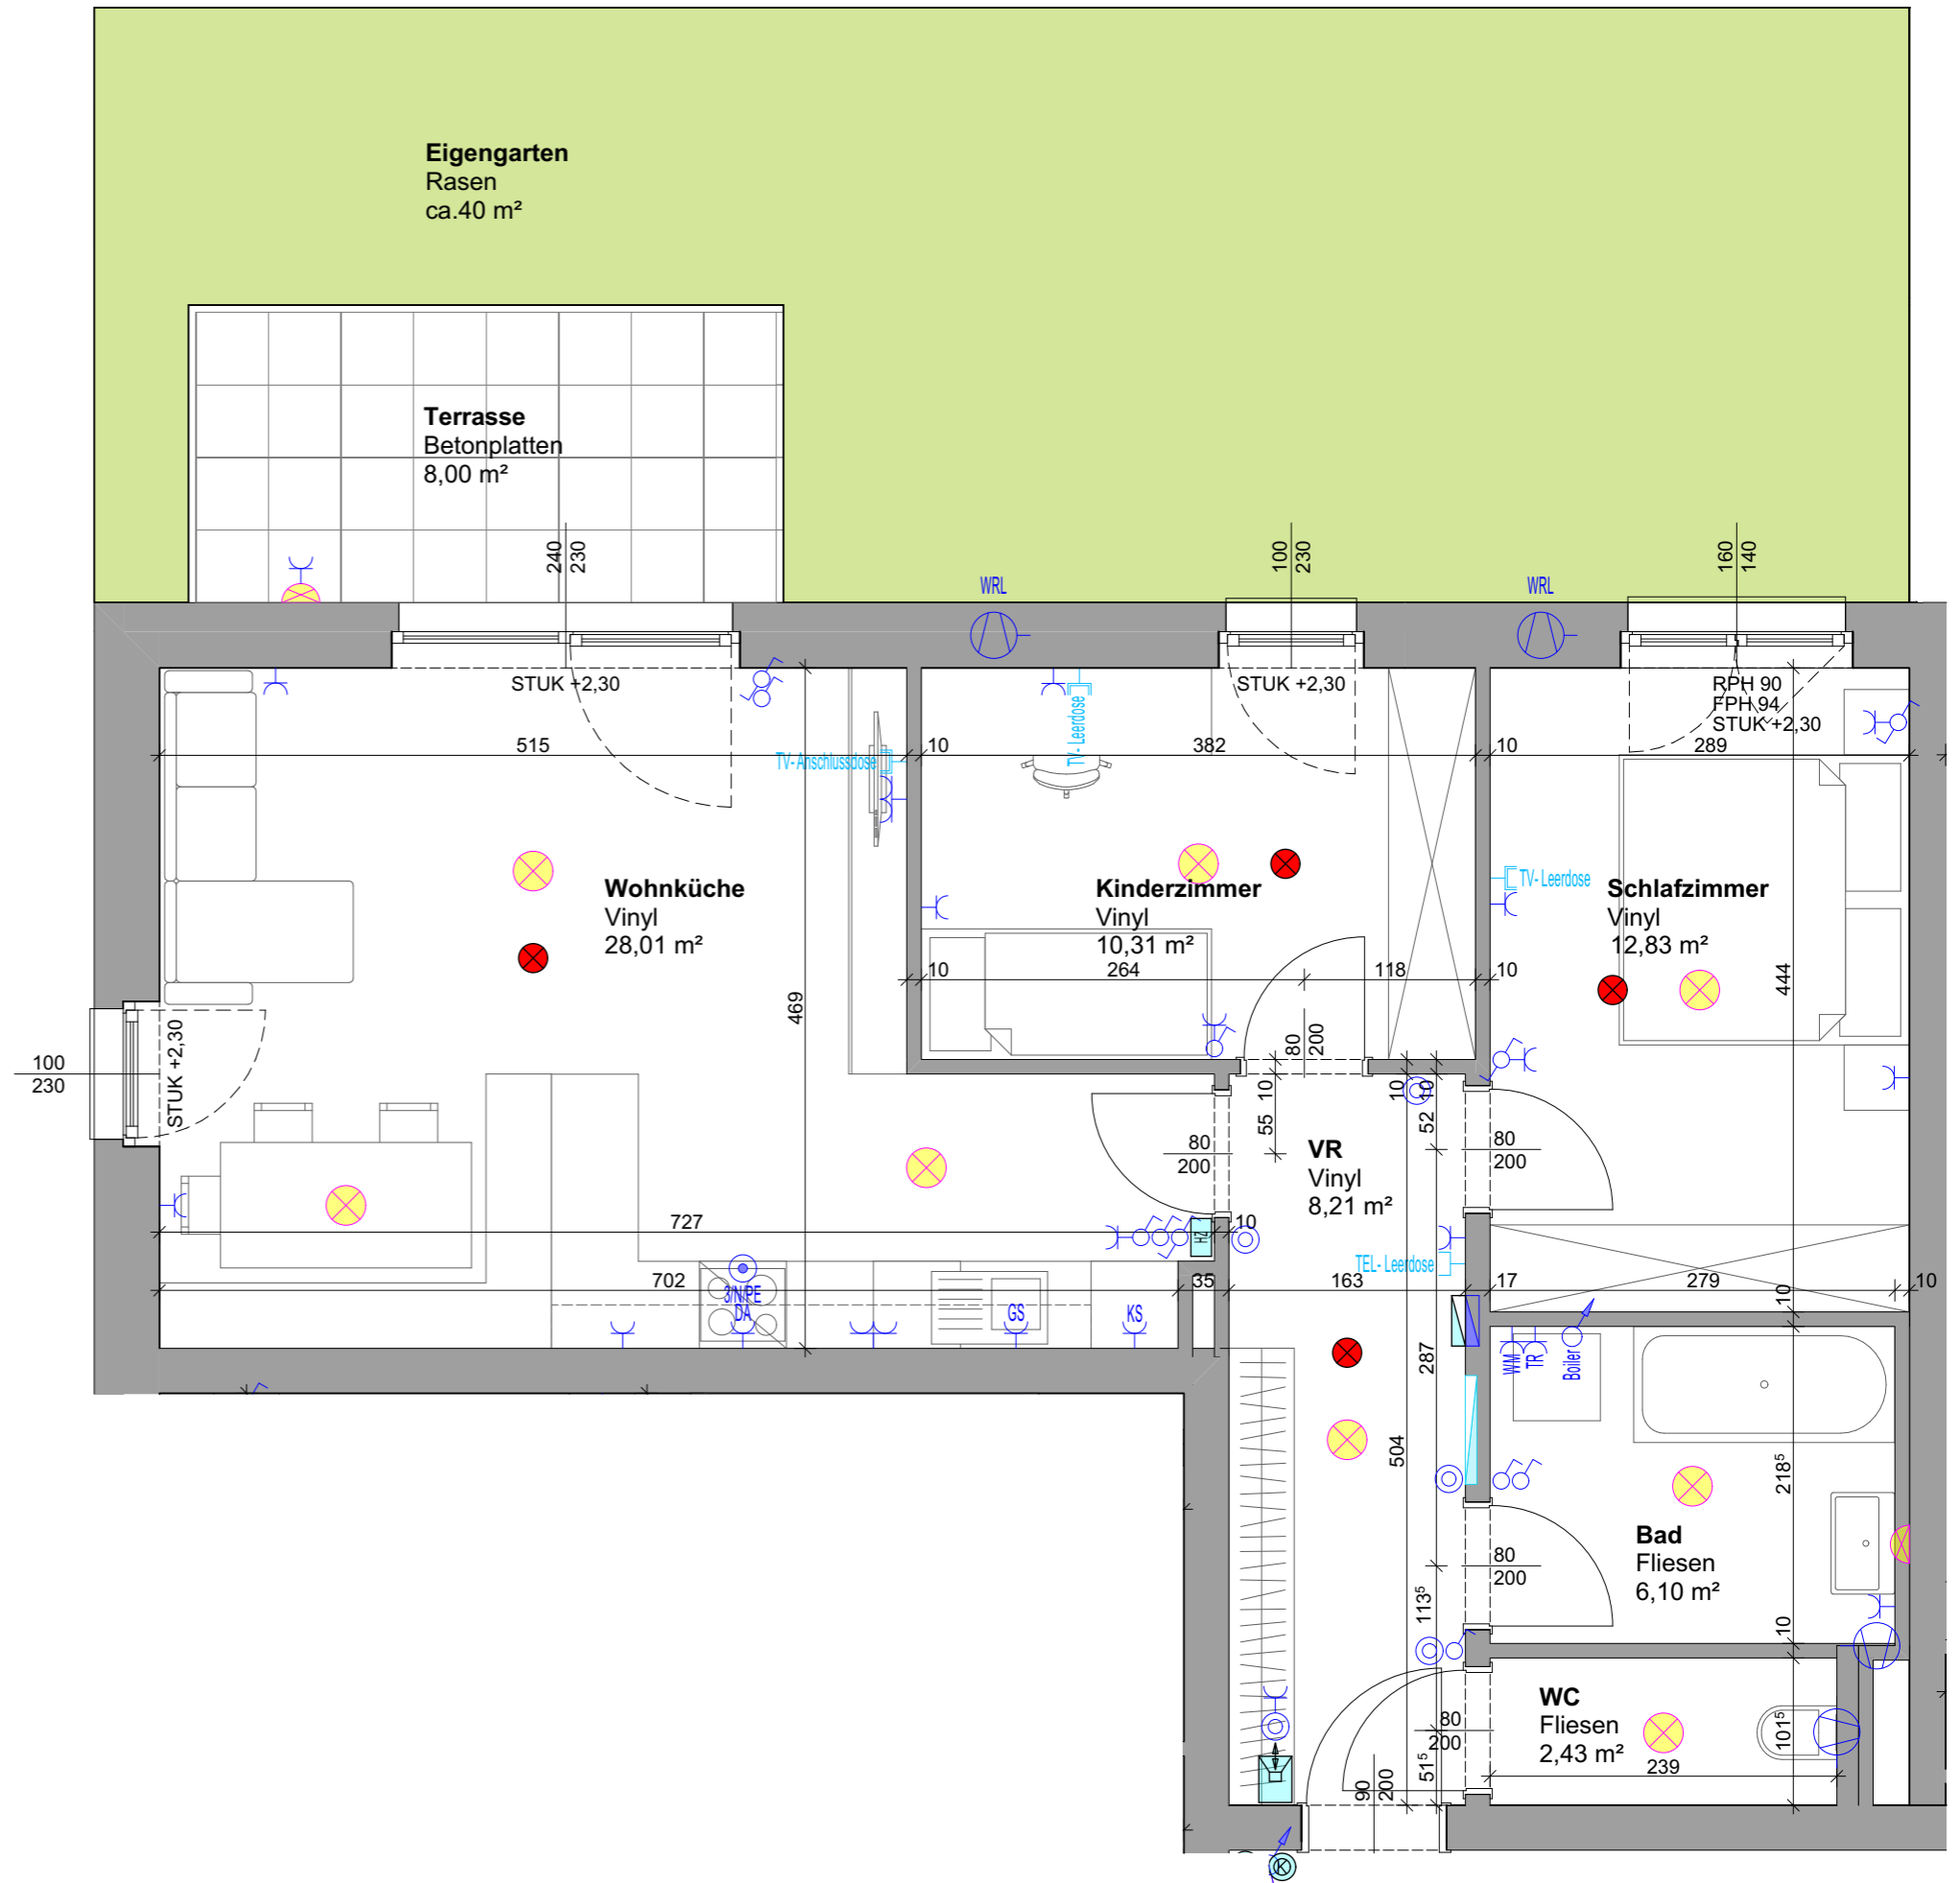 Eigengarten
Rasen
ca.40 m²
Terrasse
Betonplatten
8,00 m²
240
230
WRL
100
230
WRL
160
140
STUK +2,30
STUK +2,30
RPH 90
FPH 94
STUK +2,30
515
10
382
10
289
TV- Anschlussdose
TV- Leerdose
TV- Leerdose
Wohnküche
Vinyl
28,01 m²
Kinderzimmer
Vinyl
10,31 m²
Schlafzimmer
Vinyl
12,83 m²
10
264
118
10
469
444
100
230
STUK +2,30
80
200
10
55
10
10
52
80
200
VR
Vinyl
8,21 m²
80
200
727
10
HZ
TEL- Leerdose
702
35
163
17
279
10
10
3/N/PE
DA
GS
KS
WM
TR
Boiler
287
504
218⁵
Bad
Fliesen
6,10 m²
80
200
113⁵
10
WC
Fliesen
2,43 m²
80
200
101⁵
239
51⁵
90
200
K